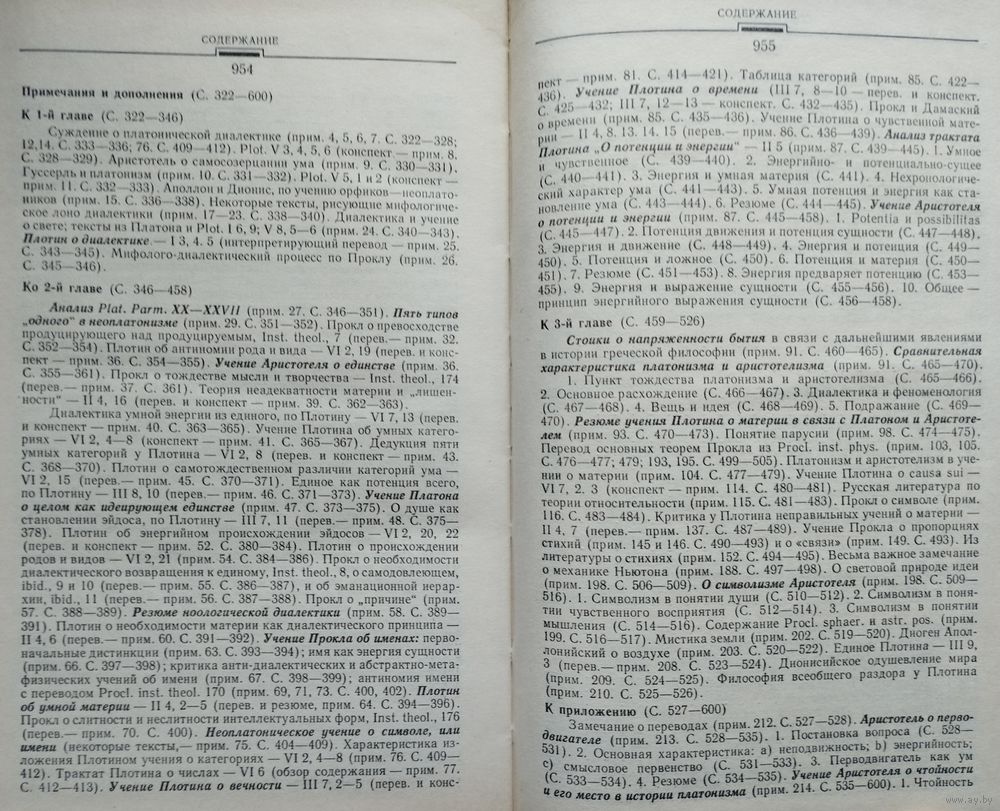 СОДЕРЖАНИЕ
954
Примечания и дополнения (С. 322—600)
К 1-й главе (С. 322—346)
Суждение о платонической диалектике (прим. 4, 5, 6, 7. С. 322—328;
12,14. С. 333—336; 76. С. 409—412). Plot. V 3, 4, 5, 6 (конспект — прим. 8.
С. 328—329). Аристотель о самосозерцании ума (прим. 9. С. 330—331).
Гуссерль и платонизм (прим. 10. С. 331—332). Plot. V 5, 1 и 2 (конспект —
прим. 11. С. 332—333). Аполлон и Дионис, по учению орфиков—неоплато-
ников (прим. 15. С. 336—338). Некоторые тексты, рисующие мифологиче-
ское лоно диалектики (прим. 17—23. С. 338—340). Диалектика и учение
о свете; тексты из Платона и Plot. I 6, 9; V 8, 5—6 (прим. 24. С. 340—343).
Плотин о диалектике — I 3, 4. 5 (интерпретирующий перевод — прим. 25.
С. 343—345). Мифолого-диалектический процесс по Проклу (прим. 26.
С. 345—346).
Ко 2-й главе (С. 346—458)
Анализ Plat. Parm. XX—XXVII (прим. 27. С. 346—351). Пять типов
„одного" в неоплатонизме (прим. 29. С. 351—352). Прокл о превосходстве
продуцирующего над продуцируемым, Inst. theol., 7 (перев.— прим. 32.
С. 352—354). Плотин об антиномии рода и вида — VI 2, 19 (перев. и конс-
пект — прим. 36. С. 354—355). Учение Аристотеля о единстве (прим. 36.
С. 355—361). Прокл о тождестве мысли и творчества — Inst. theol., 174
(перев.— прим. 37. С. 361). Теория неадекватности материи и „лишен-
ности" — II 4, 16 (перев. и конспект — прим. 39. С. 362—363).
Диалектика умной энергии из единого, по Плотину — VI 7, 13 (перев.
и конспект — прим. 40. С. 363—365). Учение Плотина об умных катего-
риях — VI 2, 4—8 (конспект — прим. 41. С. 365—367). Дедукция пяти
умных категорий у Плотина — VI 2, 8 (перев. и конспект — прим. 43.
С. 368—370). Плотин о самотождественном различии категорий ума —
VI 2, 15 (перев.— прим. 45. С. 370—371). Единое как потенция всего,
по Плотину — III 8, 10 (перев.— прим. 46. С. 371—373). Учение Платона
о целом как идеирующем единстве (прим. 47. С. 373—375). О душе как
становлении эйдоса, по Плотину — III 7, 11 (перев.— прим. 48. С. 375—
378). Плотин об энергийном происхождении эйдосов — VI 2, 20, 22
(перев. и конспект — прим. 52. С. 380—384). Плотин о происхождении
родов и видов — VI 2, 21 (прим. 54. С. 384—386). Прокл о необходимости
диалектического возвращения к единому, Inst. theol., 8, о самодовлеющем,
ibid., 9 и 10 (перев.— прим. 55. С. 386—387), и об эманационной иерар-
хии, ibid., 11 (перев.— прим. 56. С. 387—388). Прокл о „причине" (прим.
57. С. 388—389). Резюме ноологической диалектики (прим. 58. С. 389—
391). Плотин о необходимости материи как диалектического принципа —
II 4, 6 (перев.— прим. 60. С. 391—392). Учение Прокла об именах: перво-
начальные дистинкции (прим. 63. С. 393—394); имя как энергия сущности
(прим. 66. С. 397—398); критика анти-диалектических и абстрактно-мета-
физических учений об имени (прим. 67. С. 398—399); антиномия имени
с переводом Procl. inst. theol. 170 (прим. 69, 71, 73. С. 400, 402). Плотин
об умной материи — II 4, 2—5 (перев. и резюме, прим. 64. С. 394—396).
Прокл о слитности и неслитности интеллектуальных форм, Inst. theol., 176
(перев.— прим. 70. С. 400). Неоплатоническое учение о символе, или
имени (некоторые тексты,— прим. 75. С. 404—409). Характеристика из-
ложения Плотином учения о категориях — VI 2, 4—8 (прим. 76. С. 409—
412). Трактат Плотина о числах — VI 6 (обзор содержания — прим. 77.
С. 412—413). Учение Плотина о вечности — III 7, 2—5 (перев. и конс-
СОДЕРЖАНИЕ
955
пект — прим. 81. С. 414—421). Таблица категорий (прим. 85. С. 422—
436). Учение Плотина о времени (III 7, 8—10 — перев. и конспект.
С. 425—432; III 7, 12—13 — конспект. С. 432—435). Прокл и Дамаский
о времени (прим. 85. С. 435—436). Учение Плотина о чувственной мате-
рии — II 4, 8. 13. 14. 15 (перев.— прим. 86. С. 436—439). Анализ трактата
Плотина „О потенции и энергии" — II 5 (прим. 87. С. 439—445). 1. Умное
и чувственное (С. 439—440). 2. Энергийно- и потенциально-сущее
(С. 440—441). 3. Энергия и умная материя (С. 441). 4. Нехронологиче-
ский характер ума (С. 441—443). 5. Умная потенция и энергия как ста-
новление ума (С. 443—444). 6. Резюме (С. 444—445). Учение Аристотеля
о потенции и энергии (прим. 87. С. 445—458). 1. Potentia и possibilitas
(С. 445—447). 2. Потенция движения и потенция сущности (С. 447—448).
3. Энергия и движение (С. 448—449). 4. Энергия и потенция (С. 449—
450). 5. Потенция и ложное (С. 450). 6. Потенция и материя (С. 450—
451). 7. Резюме (С. 451—453). 8. Энергия предваряет потенцию (С. 453—
455). 9. Энергия и выражение сущности (С. 455—456). 10. Общее —
принцип энергийного выражения сущности (С. 456—458).
К 3-й главе (С. 459—526)
Стоики о напряженности бытия в связи с дальнейшими явлениями
в истории греческой философии (прим. 91. С. 460—465). Сравнительная
характеристика платонизма и аристотелизма (прим. 91. С. 465—470).
1. Пункт тождества платонизма и аристотелизма (С. 465—466).
2. Основное расхождение (С. 466—467). 3. Диалектика и феноменология
(С. 467—468). 4. Вещь и идея (С. 468—469). 5. Подражание (С. 469—
470). Резюме учения Плотина о материи в связи с Платоном и Аристоте-
лем (прим. 93. С. 470—473). Понятие парусии (прим. 98. С. 474—475).
Перевод основных теорем Прокла из Procl. inst. phys. (прим. 103, 105.
С. 476—477; 479; 193, 195. С. 499—505). Платонизм и аристотелизм в уче-
нии о материи (прим. 104. С. 477—479). Учение Плотина о causa sui —
VI 7, 2. 3 (конспект — прим. 114. С. 480—481). Русская литература по
теории относительности (прим. 115. С. 481—483). Прокл о символе (прим.
116. С. 483—484). Критика у Плотина неправильных учений о материи —
II 4, 7 (перев.— прим. 137. С. 487—489). Учение Прокла о пропорциях
стихий (прим. 145 и 146. С. 490—493) и о «связи» (прим. 149. С. 493). Из
литературы о стихиях (прим. 152. С. 494—495). Весьма важное замечание
о механике Ньютона (прим. 188. С. 497—498). О световой природе идеи
(прим. 198. С. 506—509). О символизме Аристотеля (прим. 198. С. 509—
516). 1. Символизм в понятии души (С. 510—512). 2. Символизм в поня-
тии чувственного восприятия (С. 512—514). 3. Символизм в понятии
мышления (С. 514—516). Содержание Procl. sphaer. и astr. pos. (прим.
199. С. 516—517). Мистика земли (прим. 202. С. 519—520). Диоген Апол-
лонийский о воздухе (прим. 203. С. 520—522). Единое Плотина — III 9,
3 (перев.— прим. 208. С. 523—524). Дионисийское одушевление мира
(прим. 209. С. 524—525). Философия всеобщего раздора у Плотина
(прим. 210. С. 525—526).
К приложению (С. 527—600)
Замечание о переводах (прим. 212. С. 527—528). Аристотель о перво-
двигателе (прим. 213. С. 528—535). 1. Постановка вопроса (С. 528—
531). 2. Основная характеристика: a) неподвижность; b) энергийность;
c) смысловое первенство (С. 531—533). 3. Перводвигатель как ум
(С. 533—534). 4. Резюме (С. 534—535). Учение Аристотеля о чтойности
и его место в истории платонизма (прим. 214. С. 535—600). 1. Чтойность
www.ay.by